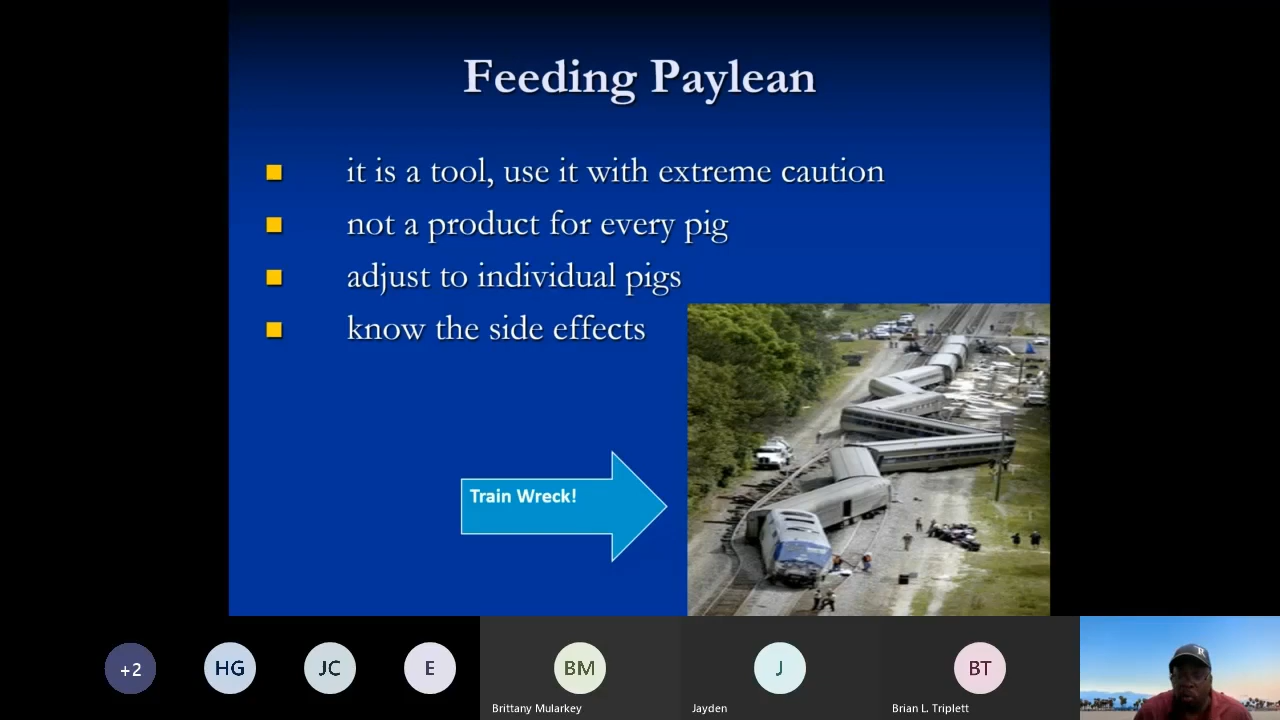 Feeding Paylean
it is a tool, use it with extreme caution
not a product for every pig
adjust to individual pigs
know the side effects
Train Wreck!
+2
HG
JC
E
BM
J
BT
Brittany Mularkey
Jayden
Brian L. Triplett